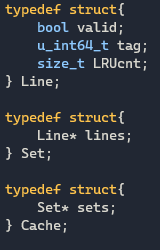 typedef struct{
    bool valid;
    u_int64_t tag;
    size_t LRUcnt;
} Line;

typedef struct{
    Line* lines;
} Set;

typedef struct{
    Set* sets;
} Cache;